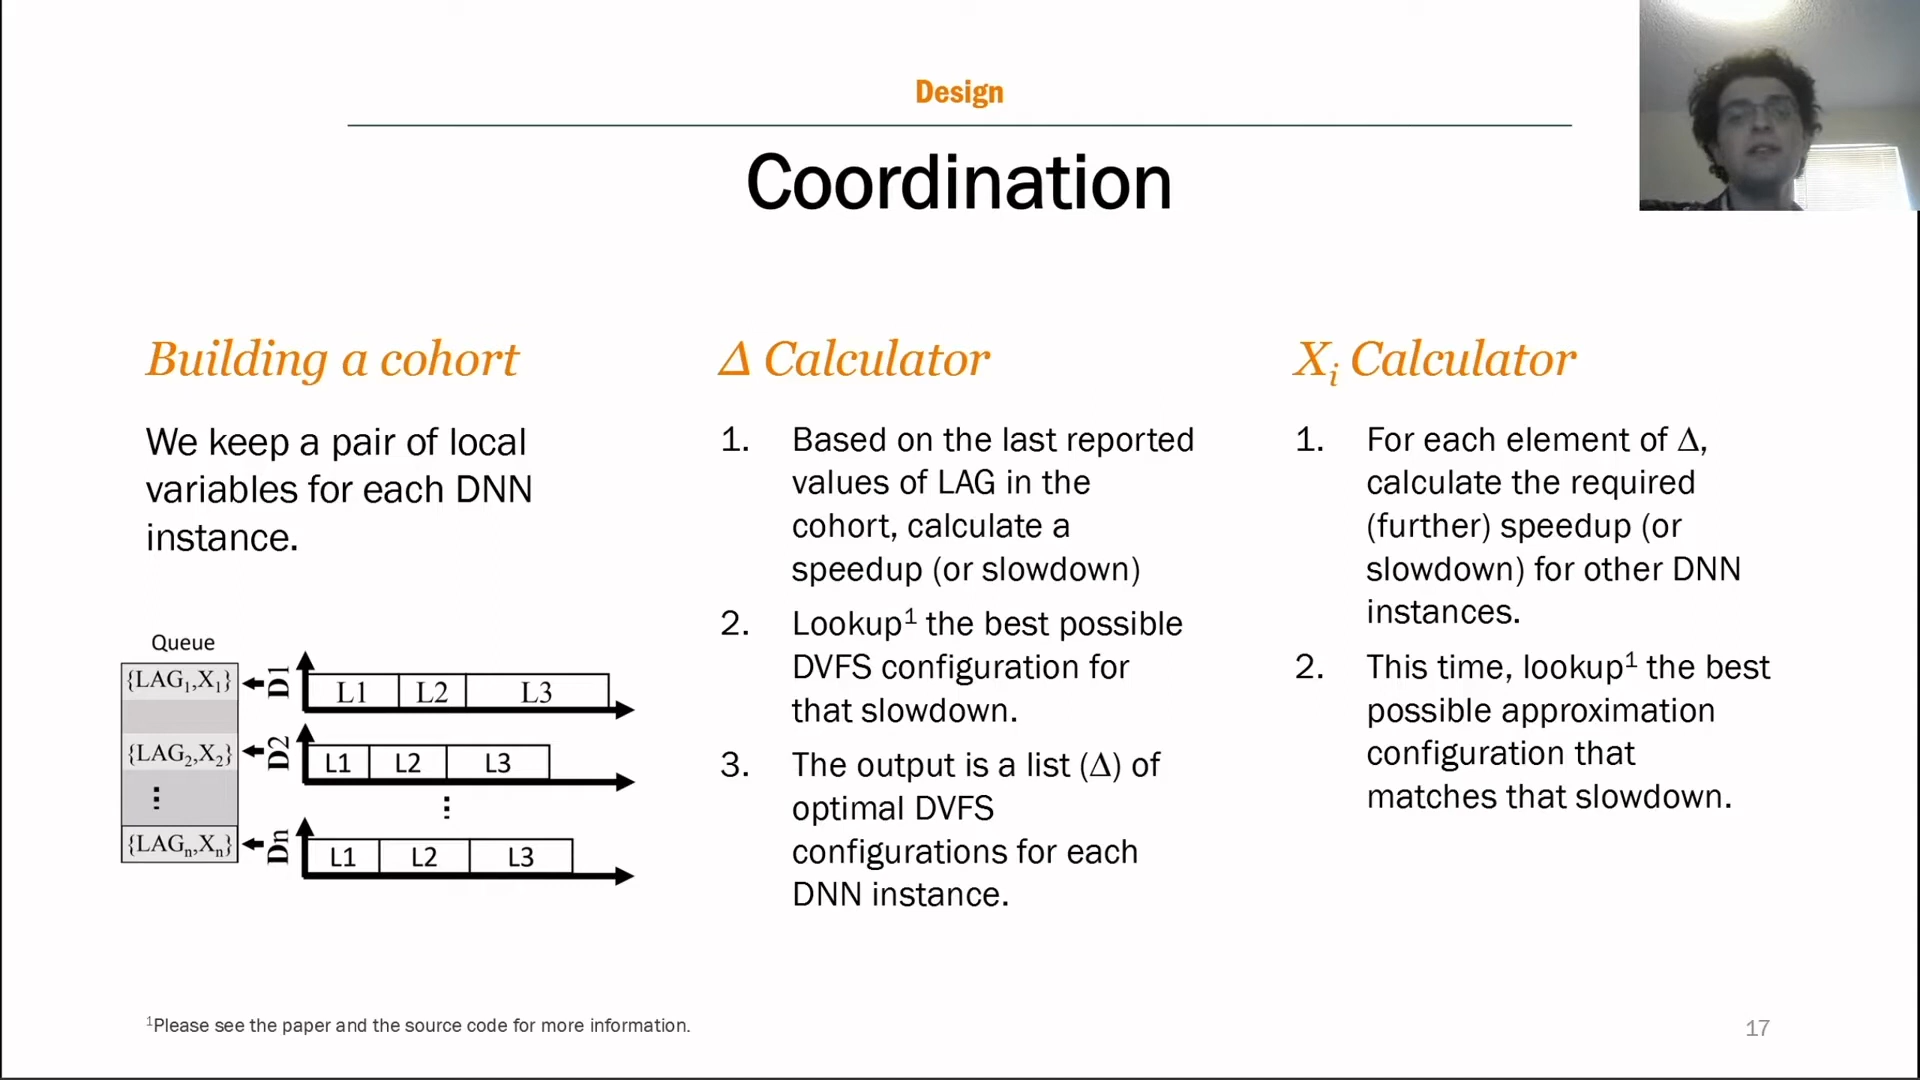 Design
Coordination
Building a cohort
We keep a pair of local
variables for each DNN
instance.
Queue
{LAG₁,X₁}
{LAG₂,X₂}
⋮
{LAGₙ,Xₙ}
D1
L1 L2 L3
D2
L1 L2 L3
⋮
Dn
L1 L2 L3
Δ Calculator
1. Based on the last reported
values of LAG in the
cohort, calculate a
speedup (or slowdown)
2. Lookup¹ the best possible
DVFS configuration for
that slowdown.
3. The output is a list (Δ) of
optimal DVFS
configurations for each
DNN instance.
Xᵢ Calculator
1. For each element of Δ,
calculate the required
(further) speedup (or
slowdown) for other DNN
instances.
2. This time, lookup¹ the best
possible approximation
configuration that
matches that slowdown.
¹Please see the paper and the source code for more information.
17